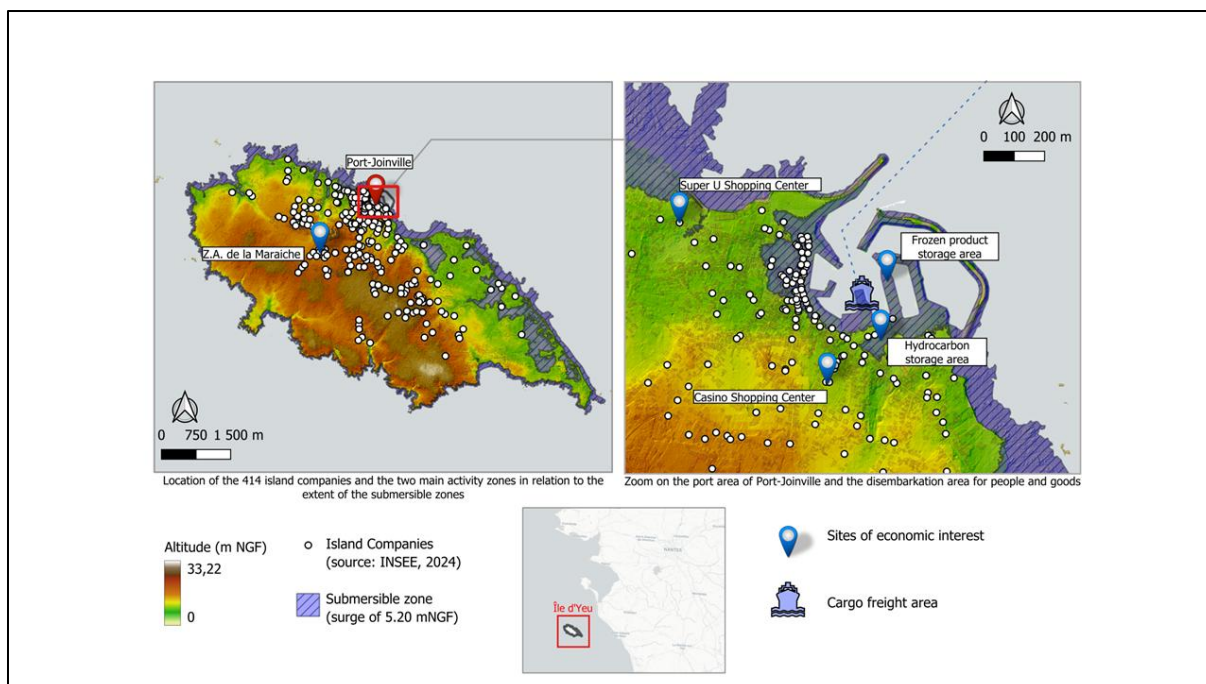 Port-Joinville
Z.A. de la Maraiche
0 750 1 500 m
Super U Shopping Center
0 100 200 m
Frozen product
storage area
Hydrocarbon
storage area
Casino Shopping Center
Location of the 414 island companies and the two main activity zones in relation to the
extent of the submersible zones
Zoom on the port area of Port-Joinville and the disembarkation area for people and goods
Altitude (m NGF)
33,22
0
Island Companies
(source: INSEE, 2024)
Submersible zone
(surge of 5.20 mNGF)
Île d'Yeu
Sites of economic interest
Cargo freight area